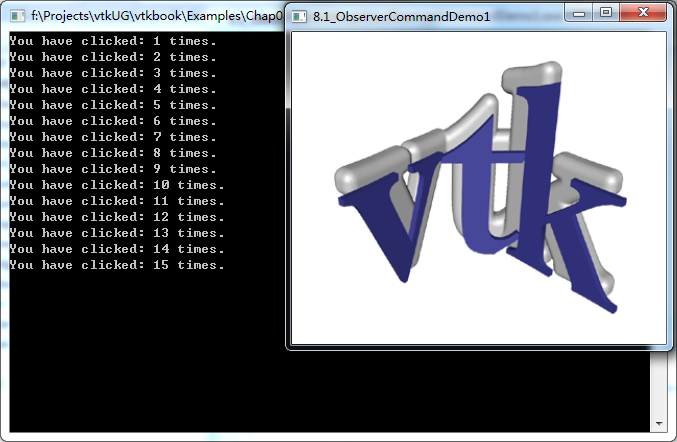 f:\Projects\vtkUG\vtkbook\Examples\Chap0
8.1_ObserverCommandDemo1
You have clicked: 1 times.
You have clicked: 2 times.
You have clicked: 3 times.
You have clicked: 4 times.
You have clicked: 5 times.
You have clicked: 6 times.
You have clicked: 7 times.
You have clicked: 8 times.
You have clicked: 9 times.
You have clicked: 10 times.
You have clicked: 11 times.
You have clicked: 12 times.
You have clicked: 13 times.
You have clicked: 14 times.
You have clicked: 15 times.
vtk